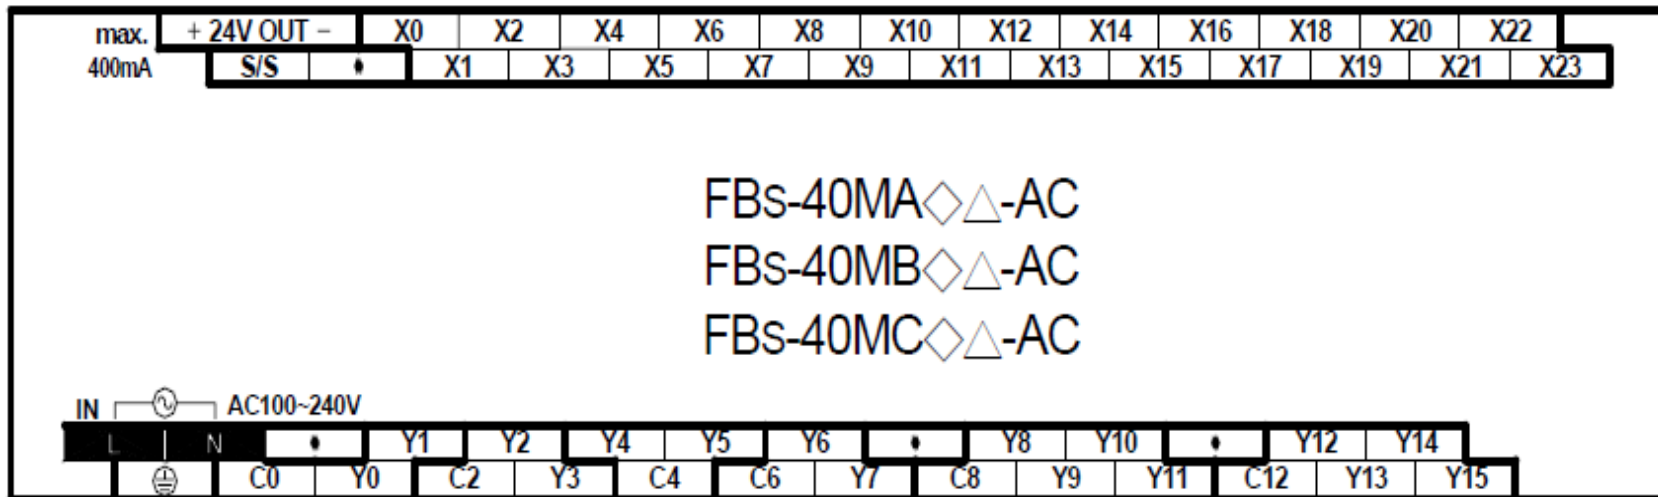 max. + 24V OUT − X0 X2 X4 X6 X8 X10 X12 X14 X16 X18 X20 X22
400mA S/S • X1 X3 X5 X7 X9 X11 X13 X15 X17 X19 X21 X23
FBs-40MA◇△-AC
FBs-40MB◇△-AC
FBs-40MC◇△-AC
IN AC100~240V
L N • Y1 Y2 Y4 Y5 Y6 • Y8 Y10 • Y12 Y14
C0 Y0 C2 Y3 C4 C6 Y7 C8 Y9 Y11 C12 Y13 Y15